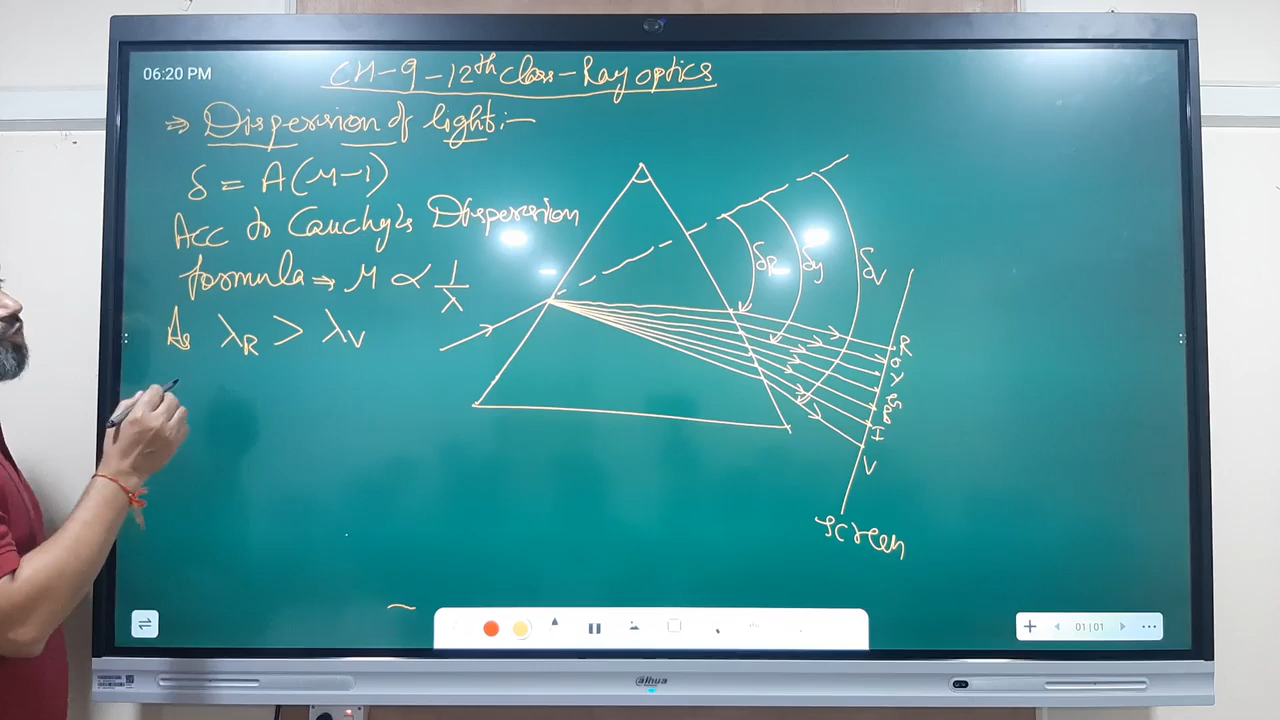 06:20 PM
CH-9-12th class-Ray optics
⇒ Dispersion of light:-
δ = A(μ-1)
Acc to Cauchy's Dispersion
formula ⇒ μ ∝ 1/λ
As λR > λV
δR
δy
δV
R
O
Y
G
B
I
V
screen
01|01
alhua